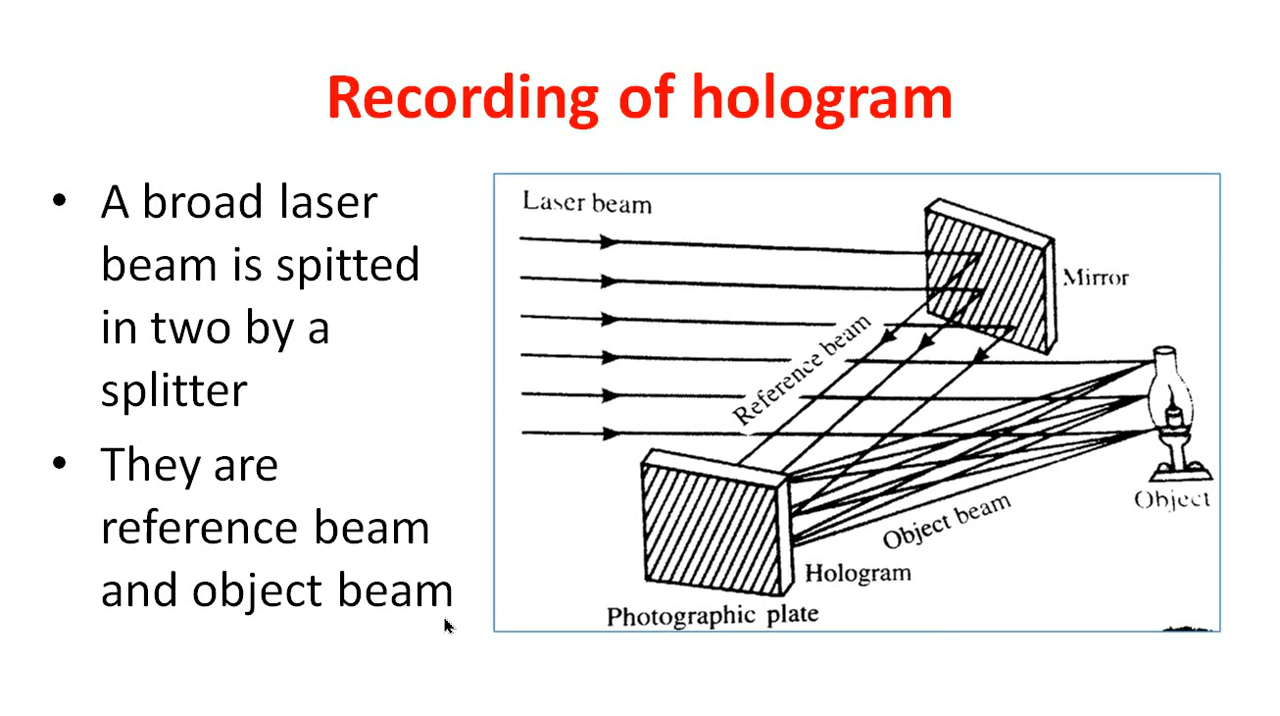 Recording of hologram
• A broad laser
beam is spitted
in two by a
splitter
• They are
reference beam
and object beam
Laser beam
Mirror
Reference beam
Object
Object beam
Hologram
Photographic plate